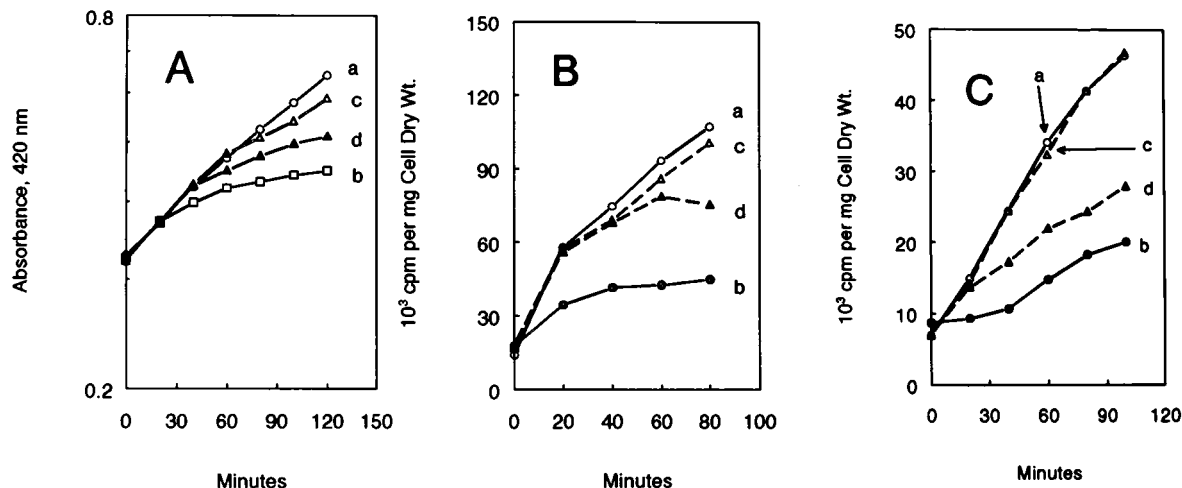 A
Absorbance, 420 nm
0.8
0.2
0 30 60 90 120 150
Minutes
a
c
d
b
B
10³ cpm per mg Cell Dry Wt.
150
120
90
60
30
0
0 20 40 60 80 100
Minutes
a
c
d
b
C
10³ cpm per mg Cell Dry Wt.
50
40
30
20
10
0
0 30 60 90 120
Minutes
a
c
d
b